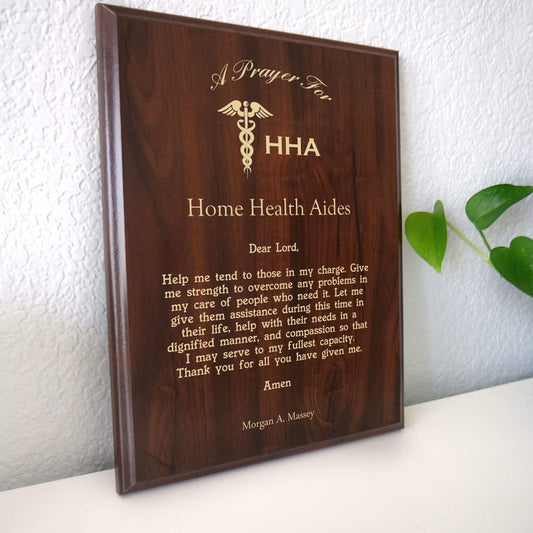 A Prayer For
HHA
Home Health Aides
Dear Lord,
Help me tend to those in my charge. Give
me strength to overcome any problems in
my care of people who need it. Let me
give them assistance during this time in
their life, help with their needs in a
dignified manner, and compassion so that
I may serve to my fullest capacity.
Thank you for all you have given me.
Amen
Morgan A. Massey